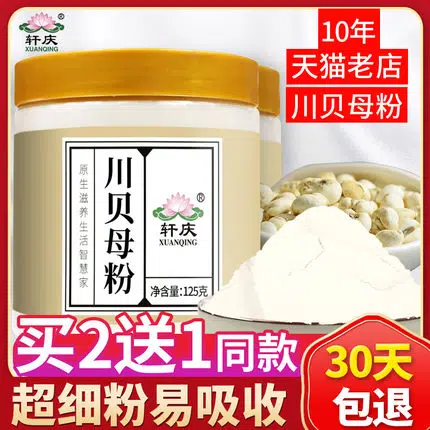 轩庆
XUANQING
®
10年
天猫老店
川贝母粉
原生滋养生活智慧家
川贝母粉
®
轩庆
XUANQING
净含量:125克
买2送1同款
超细粉易吸收
30天
包退